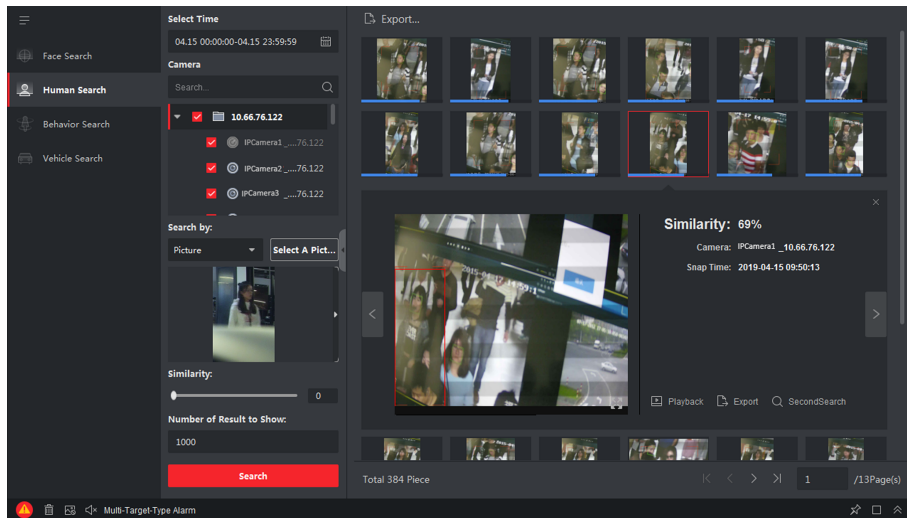 Select Time
04.15 00:00:00-04.15 23:59:59
Export...
Face Search
Camera
Human Search
Search...
10.66.76.122
Behavior Search
IPCamera1 _....76.122
Vehicle Search
IPCamera2 _....76.122
IPCamera3 _....76.122
Search by:
Picture
Select A Pict...
Similarity: 69%
Camera: IPCamera1 _10.66.76.122
Snap Time: 2019-04-15 09:50:13
Similarity:
0
Playback
Export
SecondSearch
Number of Result to Show:
1000
Search
Total 384 Piece
1
/13Page(s)
Multi-Target-Type Alarm